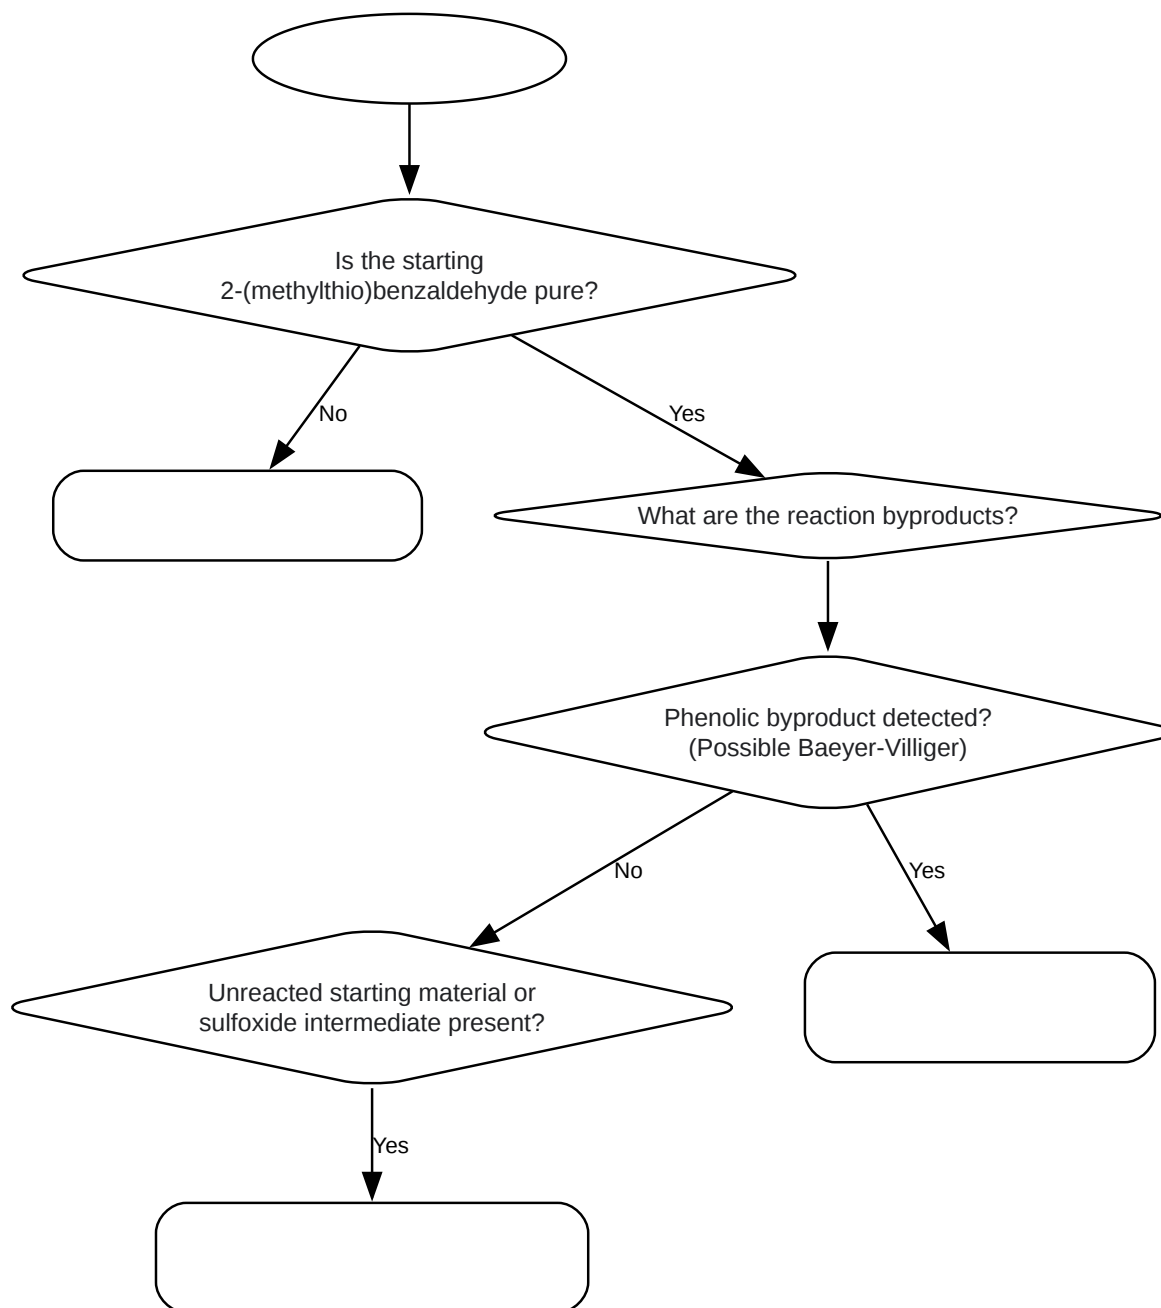 Is the starting
2-(methylthio)benzaldehyde pure?
No
Yes
What are the reaction byproducts?
Phenolic byproduct detected?
(Possible Baeyer-Villiger)
No
Yes
Unreacted starting material or
sulfoxide intermediate present?
Yes